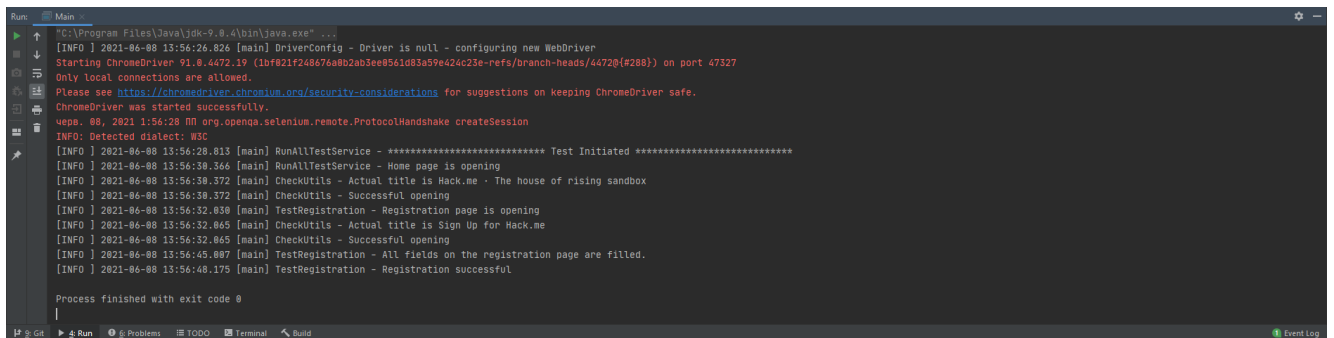 Run: Main
"C:\Program Files\Java\jdk-9.0.4\bin\java.exe" ...
[INFO ] 2021-06-08 13:56:26.826 [main] DriverConfig - Driver is null - configuring new WebDriver
Starting ChromeDriver 91.0.4472.19 (1bf021f248676a0b2ab3ee0561d83a59e424c23e-refs/branch-heads/4472@{#288}) on port 47327
Only local connections are allowed.
Please see https://chromedriver.chromium.org/security-considerations for suggestions on keeping ChromeDriver safe.
ChromeDriver was started successfully.
черв. 08, 2021 1:56:28 ПП org.openqa.selenium.remote.ProtocolHandshake createSession
INFO: Detected dialect: W3C
[INFO ] 2021-06-08 13:56:28.813 [main] RunAllTestService - **************************** Test Initiated ****************************
[INFO ] 2021-06-08 13:56:30.366 [main] RunAllTestService - Home page is opening
[INFO ] 2021-06-08 13:56:30.372 [main] CheckUtils - Actual title is Hack.me · The house of rising sandbox
[INFO ] 2021-06-08 13:56:30.372 [main] CheckUtils - Successful opening
[INFO ] 2021-06-08 13:56:32.030 [main] TestRegistration - Registration page is opening
[INFO ] 2021-06-08 13:56:32.065 [main] CheckUtils - Actual title is Sign Up for Hack.me
[INFO ] 2021-06-08 13:56:32.065 [main] CheckUtils - Successful opening
[INFO ] 2021-06-08 13:56:45.007 [main] TestRegistration - All fields on the registration page are filled.
[INFO ] 2021-06-08 13:56:48.175 [main] TestRegistration - Registration successful
Process finished with exit code 0
9: Git 4: Run 6: Problems TODO Terminal Build 1 Event Log